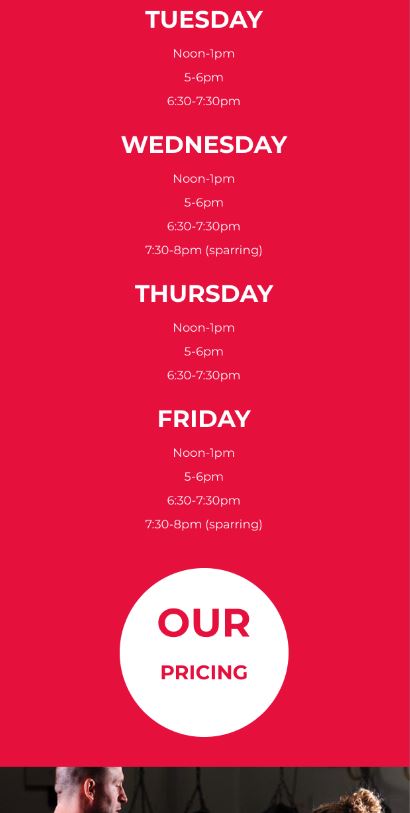 TUESDAY
Noon-1pm
5-6pm
6:30-7:30pm
WEDNESDAY
Noon-1pm
5-6pm
6:30-7:30pm
7:30-8pm (sparring)
THURSDAY
Noon-1pm
5-6pm
6:30-7:30pm
FRIDAY
Noon-1pm
5-6pm
6:30-7:30pm
7:30-8pm (sparring)
OUR
PRICING